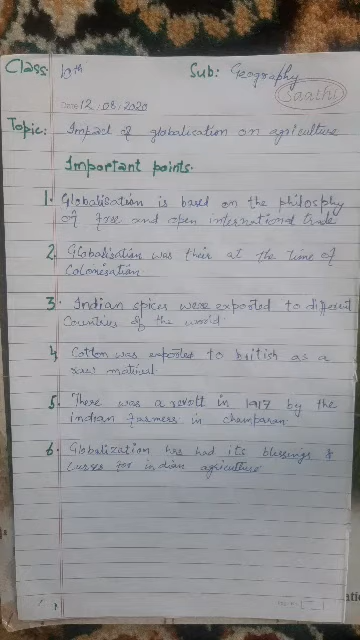 Class: 10th Sub: Geography
Saathi
Date 12.08.2020
Topic: Impact of globalisation on agriculture
Important points.
1. Globalisation is based on the philosphy
of free and open international trade
2. Globalisation was their at the time of
Colonisation.
3. Indian spices were exported to different
Countries of the world.
4. Cotton was exported to british as a
raw material.
5. There was a revolt in 1917 by the
indian farmers in champaran.
6. Globalization has had its blessings &
curses for indian agriculture